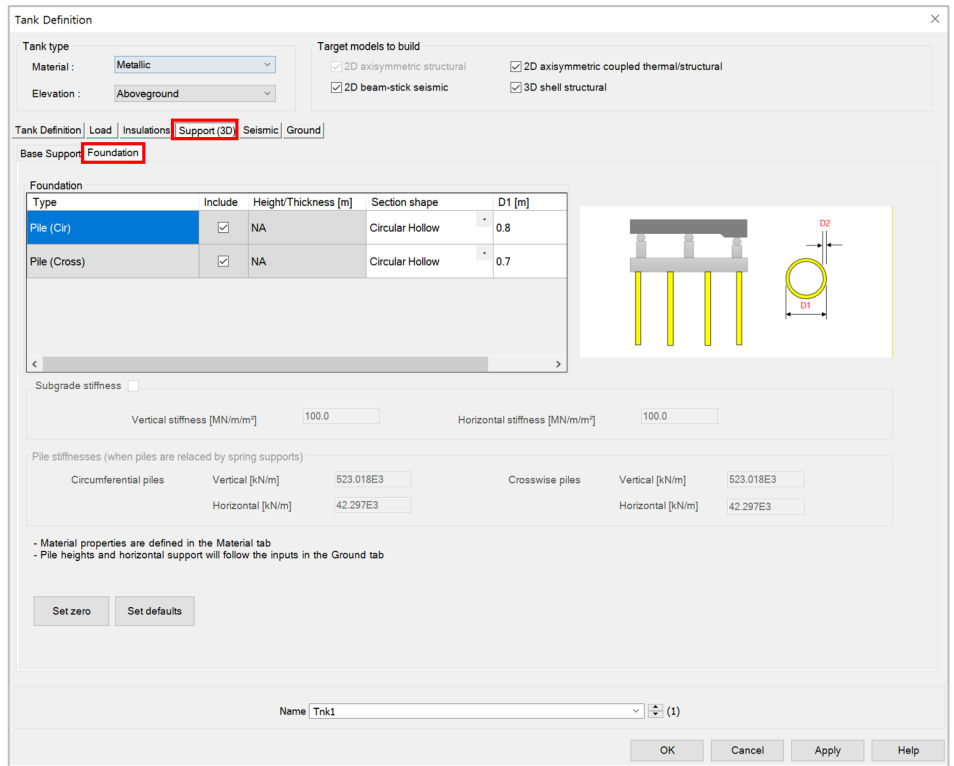 Tank Definition
Tank type
Material : Metallic
Elevation : Aboveground
Target models to build
2D axisymmetric structural 2D axisymmetric coupled thermal/structural
2D beam-stick seismic 3D shell structural
Tank Definition Load Insulations Support (3D) Seismic Ground
Base Support Foundation
Foundation
Type Include Height/Thickness [m] Section shape D1 [m]
Pile (Cir) NA Circular Hollow 0.8
Pile (Cross) NA Circular Hollow 0.7
D2
D1
Subgrade stiffness
Vertical stiffness [MN/m/m²] 100.0 Horizontal stiffness [MN/m/m²] 100.0
Pile stiffnesses (when piles are relaced by spring supports)
Circumferential piles Vertical [kN/m] 523.018E3 Crosswise piles Vertical [kN/m] 523.018E3
Horizontal [kN/m] 42.297E3 Horizontal [kN/m] 42.297E3
- Material properties are defined in the Material tab
- Pile heights and horizontal support will follow the inputs in the Ground tab
Set zero Set defaults
Name Tnk1 (1)
OK Cancel Apply Help